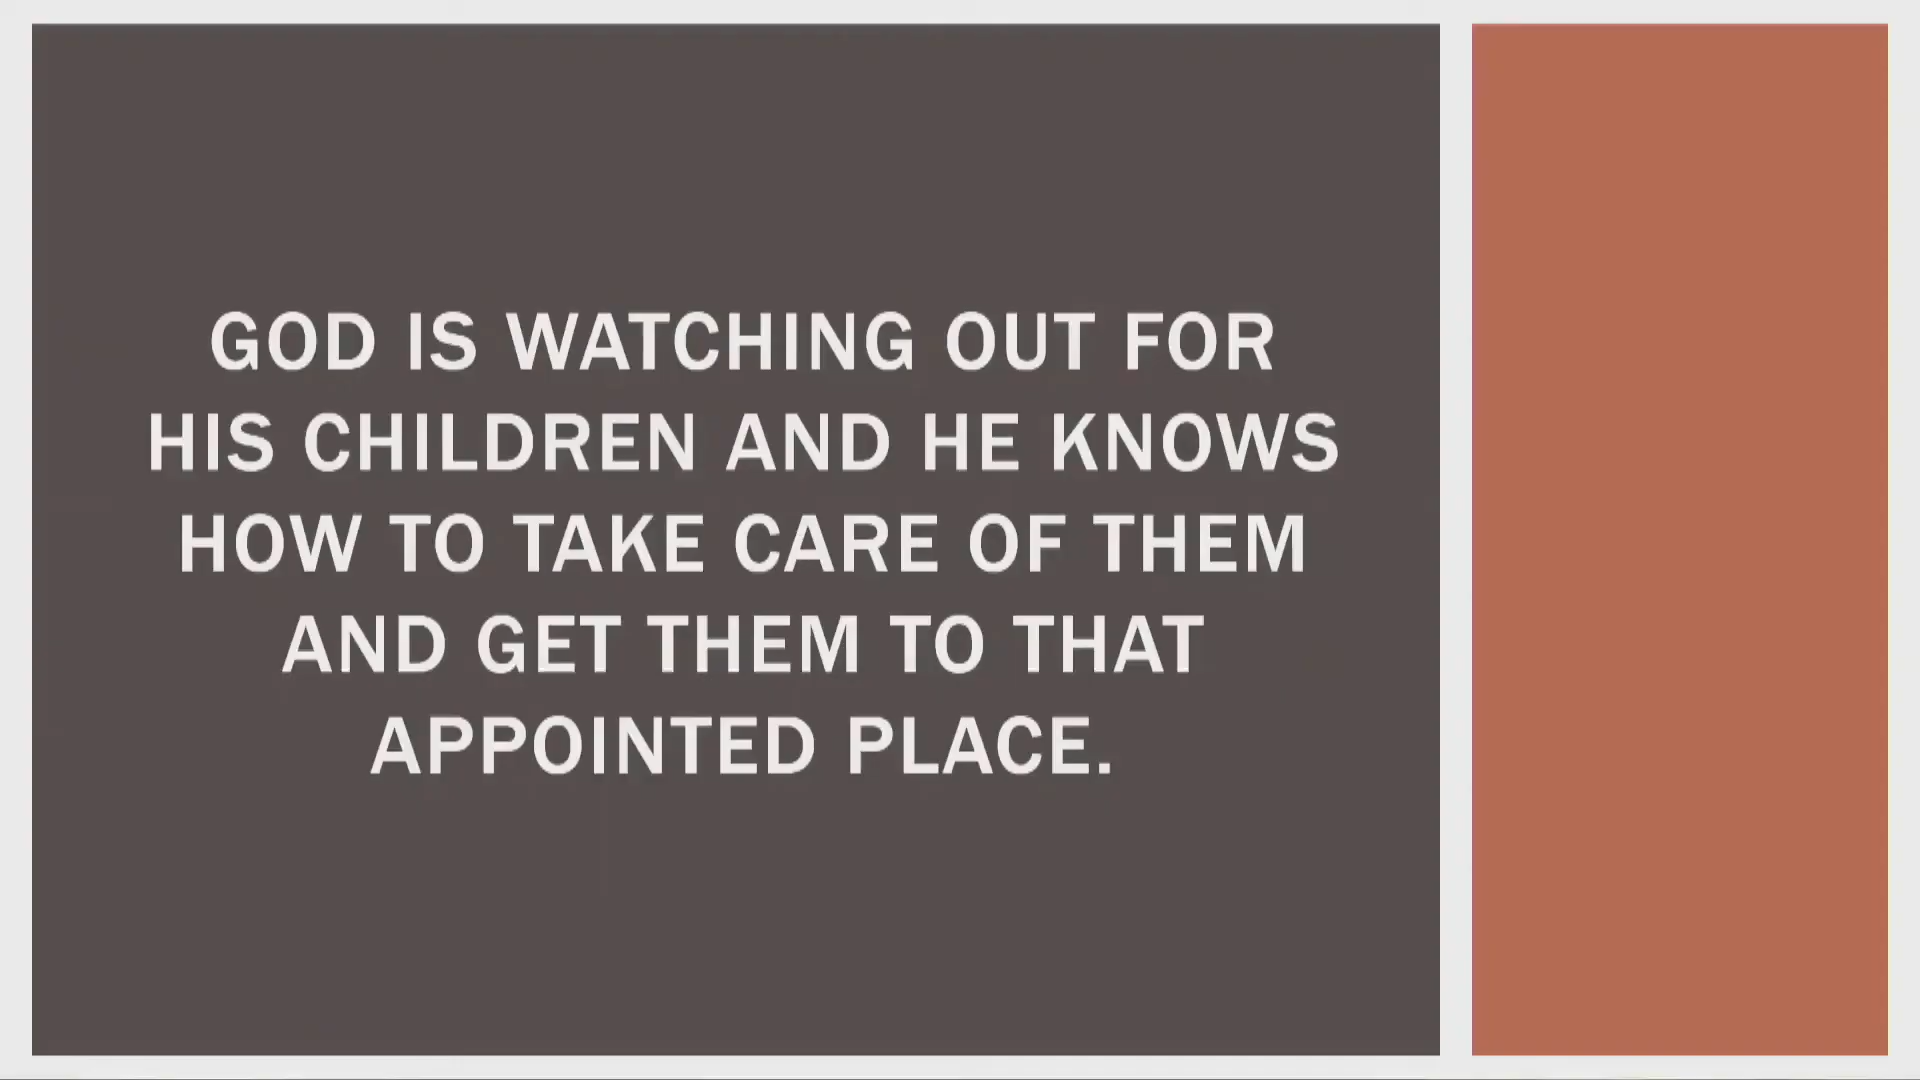 GOD IS WATCHING OUT FOR
HIS CHILDREN AND HE KNOWS
HOW TO TAKE CARE OF THEM
AND GET THEM TO THAT
APPOINTED PLACE.